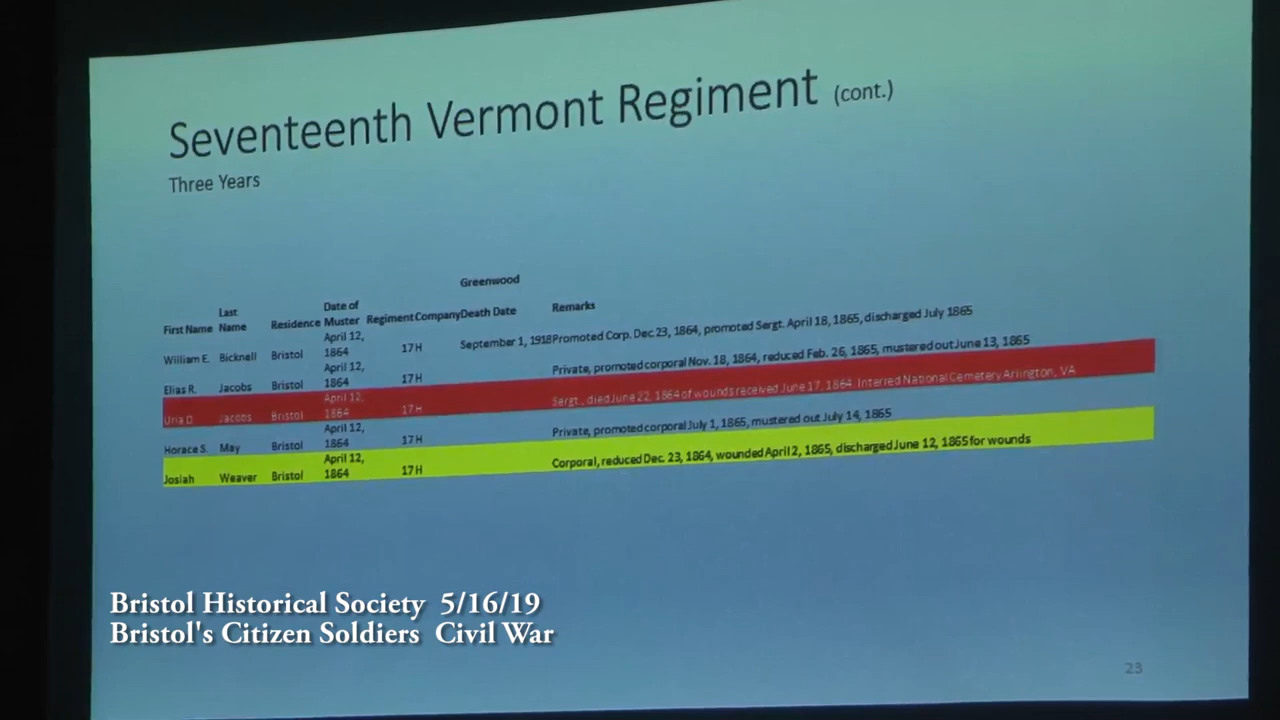 Seventeenth Vermont Regiment (cont.)
Three Years
Greenwood
First Name Last Name Residence Date of Muster Regiment Company Death Date Remarks
William E. Bicknell Bristol April 12, 1864 17 H September 1, 1918 Promoted Corp. Dec. 23, 1864, promoted Sergt. April 18, 1865, discharged July 1865
Elias R. Jacobs Bristol April 12, 1864 17 H Private, promoted corporal Nov. 18, 1864, reduced Feb. 26, 1865, mustered out June 13, 1865
Uria D. Jacobs Bristol April 12, 1864 17 H Sergt., died June 22, 1864 of wounds received June 17, 1864. Interred National Cemetery Arlington, VA
Horace S. May Bristol April 12, 1864 17 H Private, promoted corporal July 1, 1865, mustered out July 14, 1865
Josiah Weaver Bristol April 12, 1864 17 H Corporal, reduced Dec. 23, 1864, wounded April 2, 1865, discharged June 12, 1865 for wounds
Bristol Historical Society 5/16/19
Bristol's Citizen Soldiers Civil War
23